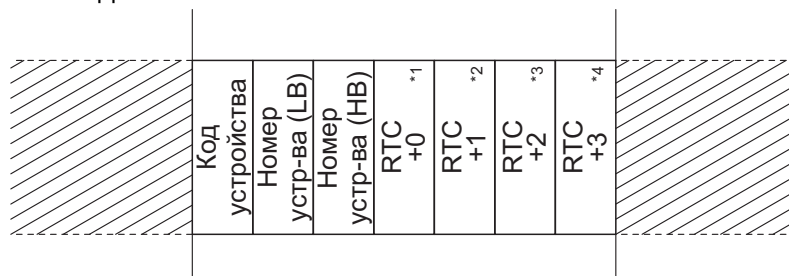 Код
устройства
Номер
устр-ва (LB)
Номер
устр-ва (HB)
RTC
+0
*1
RTC
+1
*2
RTC
+2
*3
RTC
+3
*4